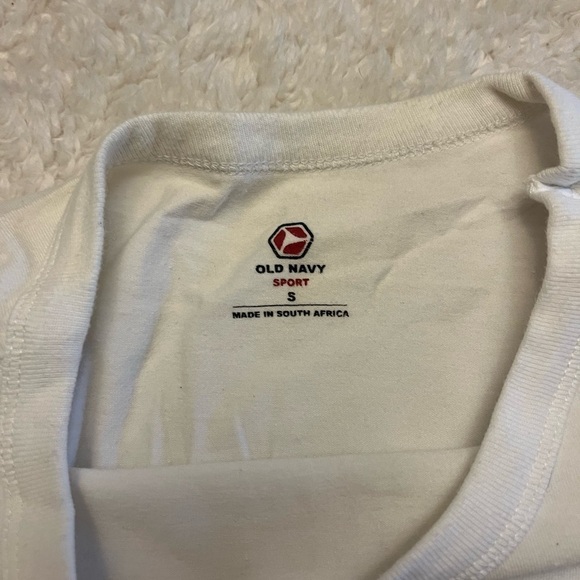 OLD NAVY
SPORT
S
MADE IN SOUTH AFRICA